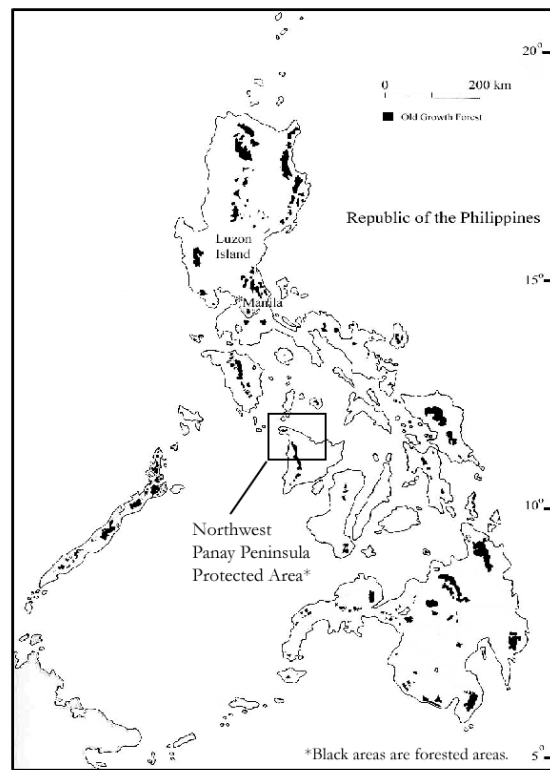 20°
0 200 km
Old Growth Forest
Republic of the Philippines
Luzon
Island
15°
*Manila
10°
Northwest
Panay Peninsula
Protected Area*
*Black areas are forested areas.
5°